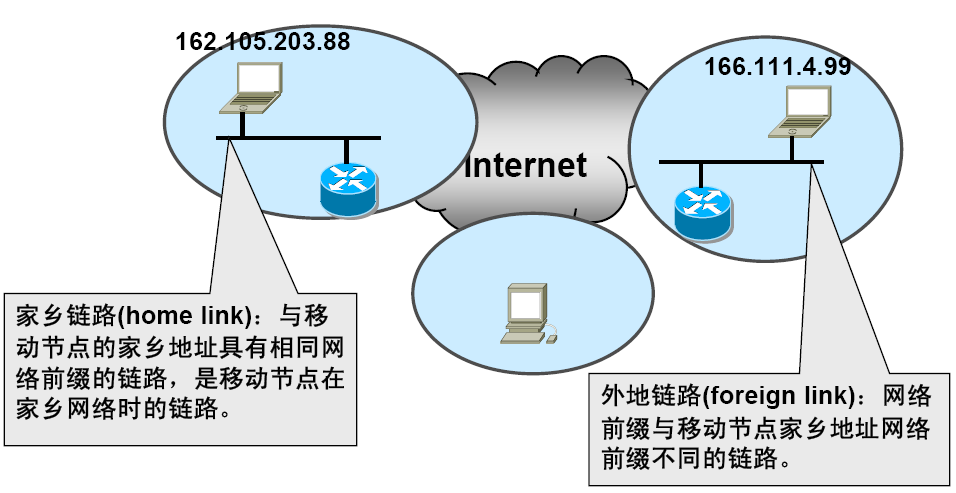 162.105.203.88
166.111.4.99
Internet
家乡链路(home link)：与移
动节点的家乡地址具有相同网
络前缀的链路，是移动节点在
家乡网络时的链路。
外地链路(foreign link)：网络
前缀与移动节点家乡地址网络
前缀不同的链路。